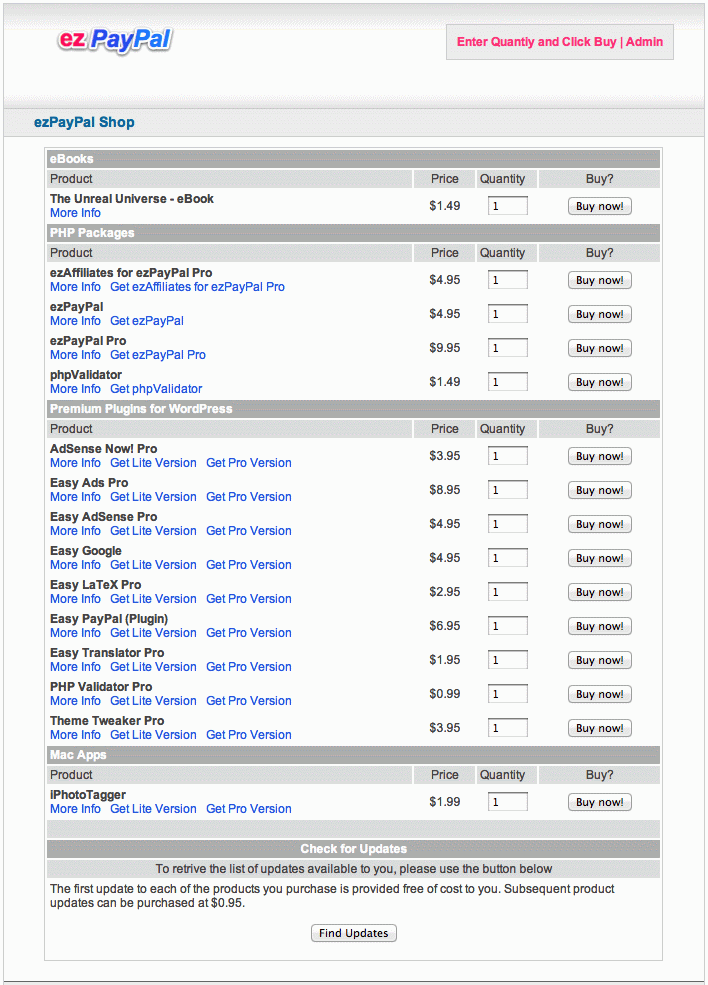 ez PayPal
Enter Quantly and Click Buy | Admin
ezPayPal Shop
eBooks
Product Price Quantity Buy?
The Unreal Universe - eBook
More Info $1.49 1 Buy now!
PHP Packages
Product Price Quantity Buy?
ezAffiliates for ezPayPal Pro
More Info Get ezAffiliates for ezPayPal Pro $4.95 1 Buy now!
ezPayPal
More Info Get ezPayPal $4.95 1 Buy now!
ezPayPal Pro
More Info Get ezPayPal Pro $9.95 1 Buy now!
phpValidator
More Info Get phpValidator $1.49 1 Buy now!
Premium Plugins for WordPress
Product Price Quantity Buy?
AdSense Now! Pro
More Info Get Lite Version Get Pro Version $3.95 1 Buy now!
Easy Ads Pro
More Info Get Lite Version Get Pro Version $8.95 1 Buy now!
Easy AdSense Pro
More Info Get Lite Version Get Pro Version $4.95 1 Buy now!
Easy Google
More Info Get Lite Version Get Pro Version $4.95 1 Buy now!
Easy LaTeX Pro
More Info Get Lite Version Get Pro Version $2.95 1 Buy now!
Easy PayPal (Plugin)
More Info Get Lite Version Get Pro Version $6.95 1 Buy now!
Easy Translator Pro
More Info Get Lite Version Get Pro Version $1.95 1 Buy now!
PHP Validator Pro
More Info Get Lite Version Get Pro Version $0.99 1 Buy now!
Theme Tweaker Pro
More Info Get Lite Version Get Pro Version $3.95 1 Buy now!
Mac Apps
Product Price Quantity Buy?
iPhotoTagger
More Info Get Lite Version Get Pro Version $1.99 1 Buy now!
Check for Updates
To retrive the list of updates available to you, please use the button below
The first update to each of the products you purchase is provided free of cost to you. Subsequent product
updates can be purchased at $0.95.
Find Updates